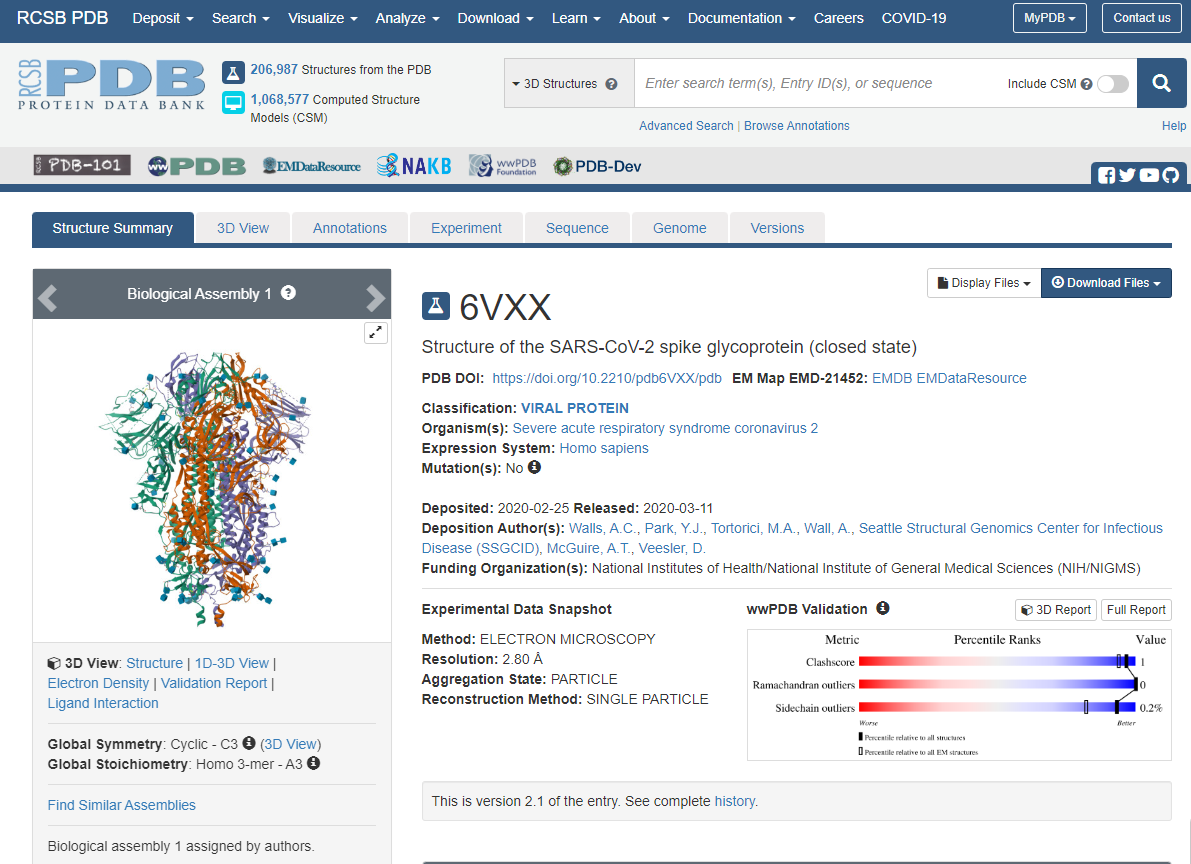 RCSB PDB Deposit Search Visualize Analyze Download Learn About Documentation Careers COVID-19 MyPDB Contact us
RCSB PDB
PROTEIN DATA BANK
206,987 Structures from the PDB
1,068,577 Computed Structure
Models (CSM)
3D Structures ? Enter search term(s), Entry ID(s), or sequence Include CSM ?
Advanced Search | Browse Annotations Help
RCSB PDB-101 wwPDB EMDataResource NAKB wwPDB Foundation PDB-Dev
Structure Summary 3D View Annotations Experiment Sequence Genome Versions
Biological Assembly 1 ?
Display Files Download Files
6VXX
Structure of the SARS-CoV-2 spike glycoprotein (closed state)
PDB DOI: https://doi.org/10.2210/pdb6VXX/pdb EM Map EMD-21452: EMDB EMDataResource
Classification: VIRAL PROTEIN
Organism(s): Severe acute respiratory syndrome coronavirus 2
Expression System: Homo sapiens
Mutation(s): No
Deposited: 2020-02-25 Released: 2020-03-11
Deposition Author(s): Walls, A.C., Park, Y.J., Tortorici, M.A., Wall, A., Seattle Structural Genomics Center for Infectious
Disease (SSGCID), McGuire, A.T., Veesler, D.
Funding Organization(s): National Institutes of Health/National Institute of General Medical Sciences (NIH/NIGMS)
Experimental Data Snapshot
Method: ELECTRON MICROSCOPY
Resolution: 2.80 Å
Aggregation State: PARTICLE
Reconstruction Method: SINGLE PARTICLE
wwPDB Validation 3D Report Full Report
Metric Percentile Ranks Value
Clashscore 1
Ramachandran outliers 0
Sidechain outliers 0.2%
Worse Better
Percentile relative to all structures
Percentile relative to all EM structures
This is version 2.1 of the entry. See complete history.
3D View: Structure | 1D-3D View |
Electron Density | Validation Report |
Ligand Interaction
Global Symmetry: Cyclic - C3 (3D View)
Global Stoichiometry: Homo 3-mer - A3
Find Similar Assemblies
Biological assembly 1 assigned by authors.